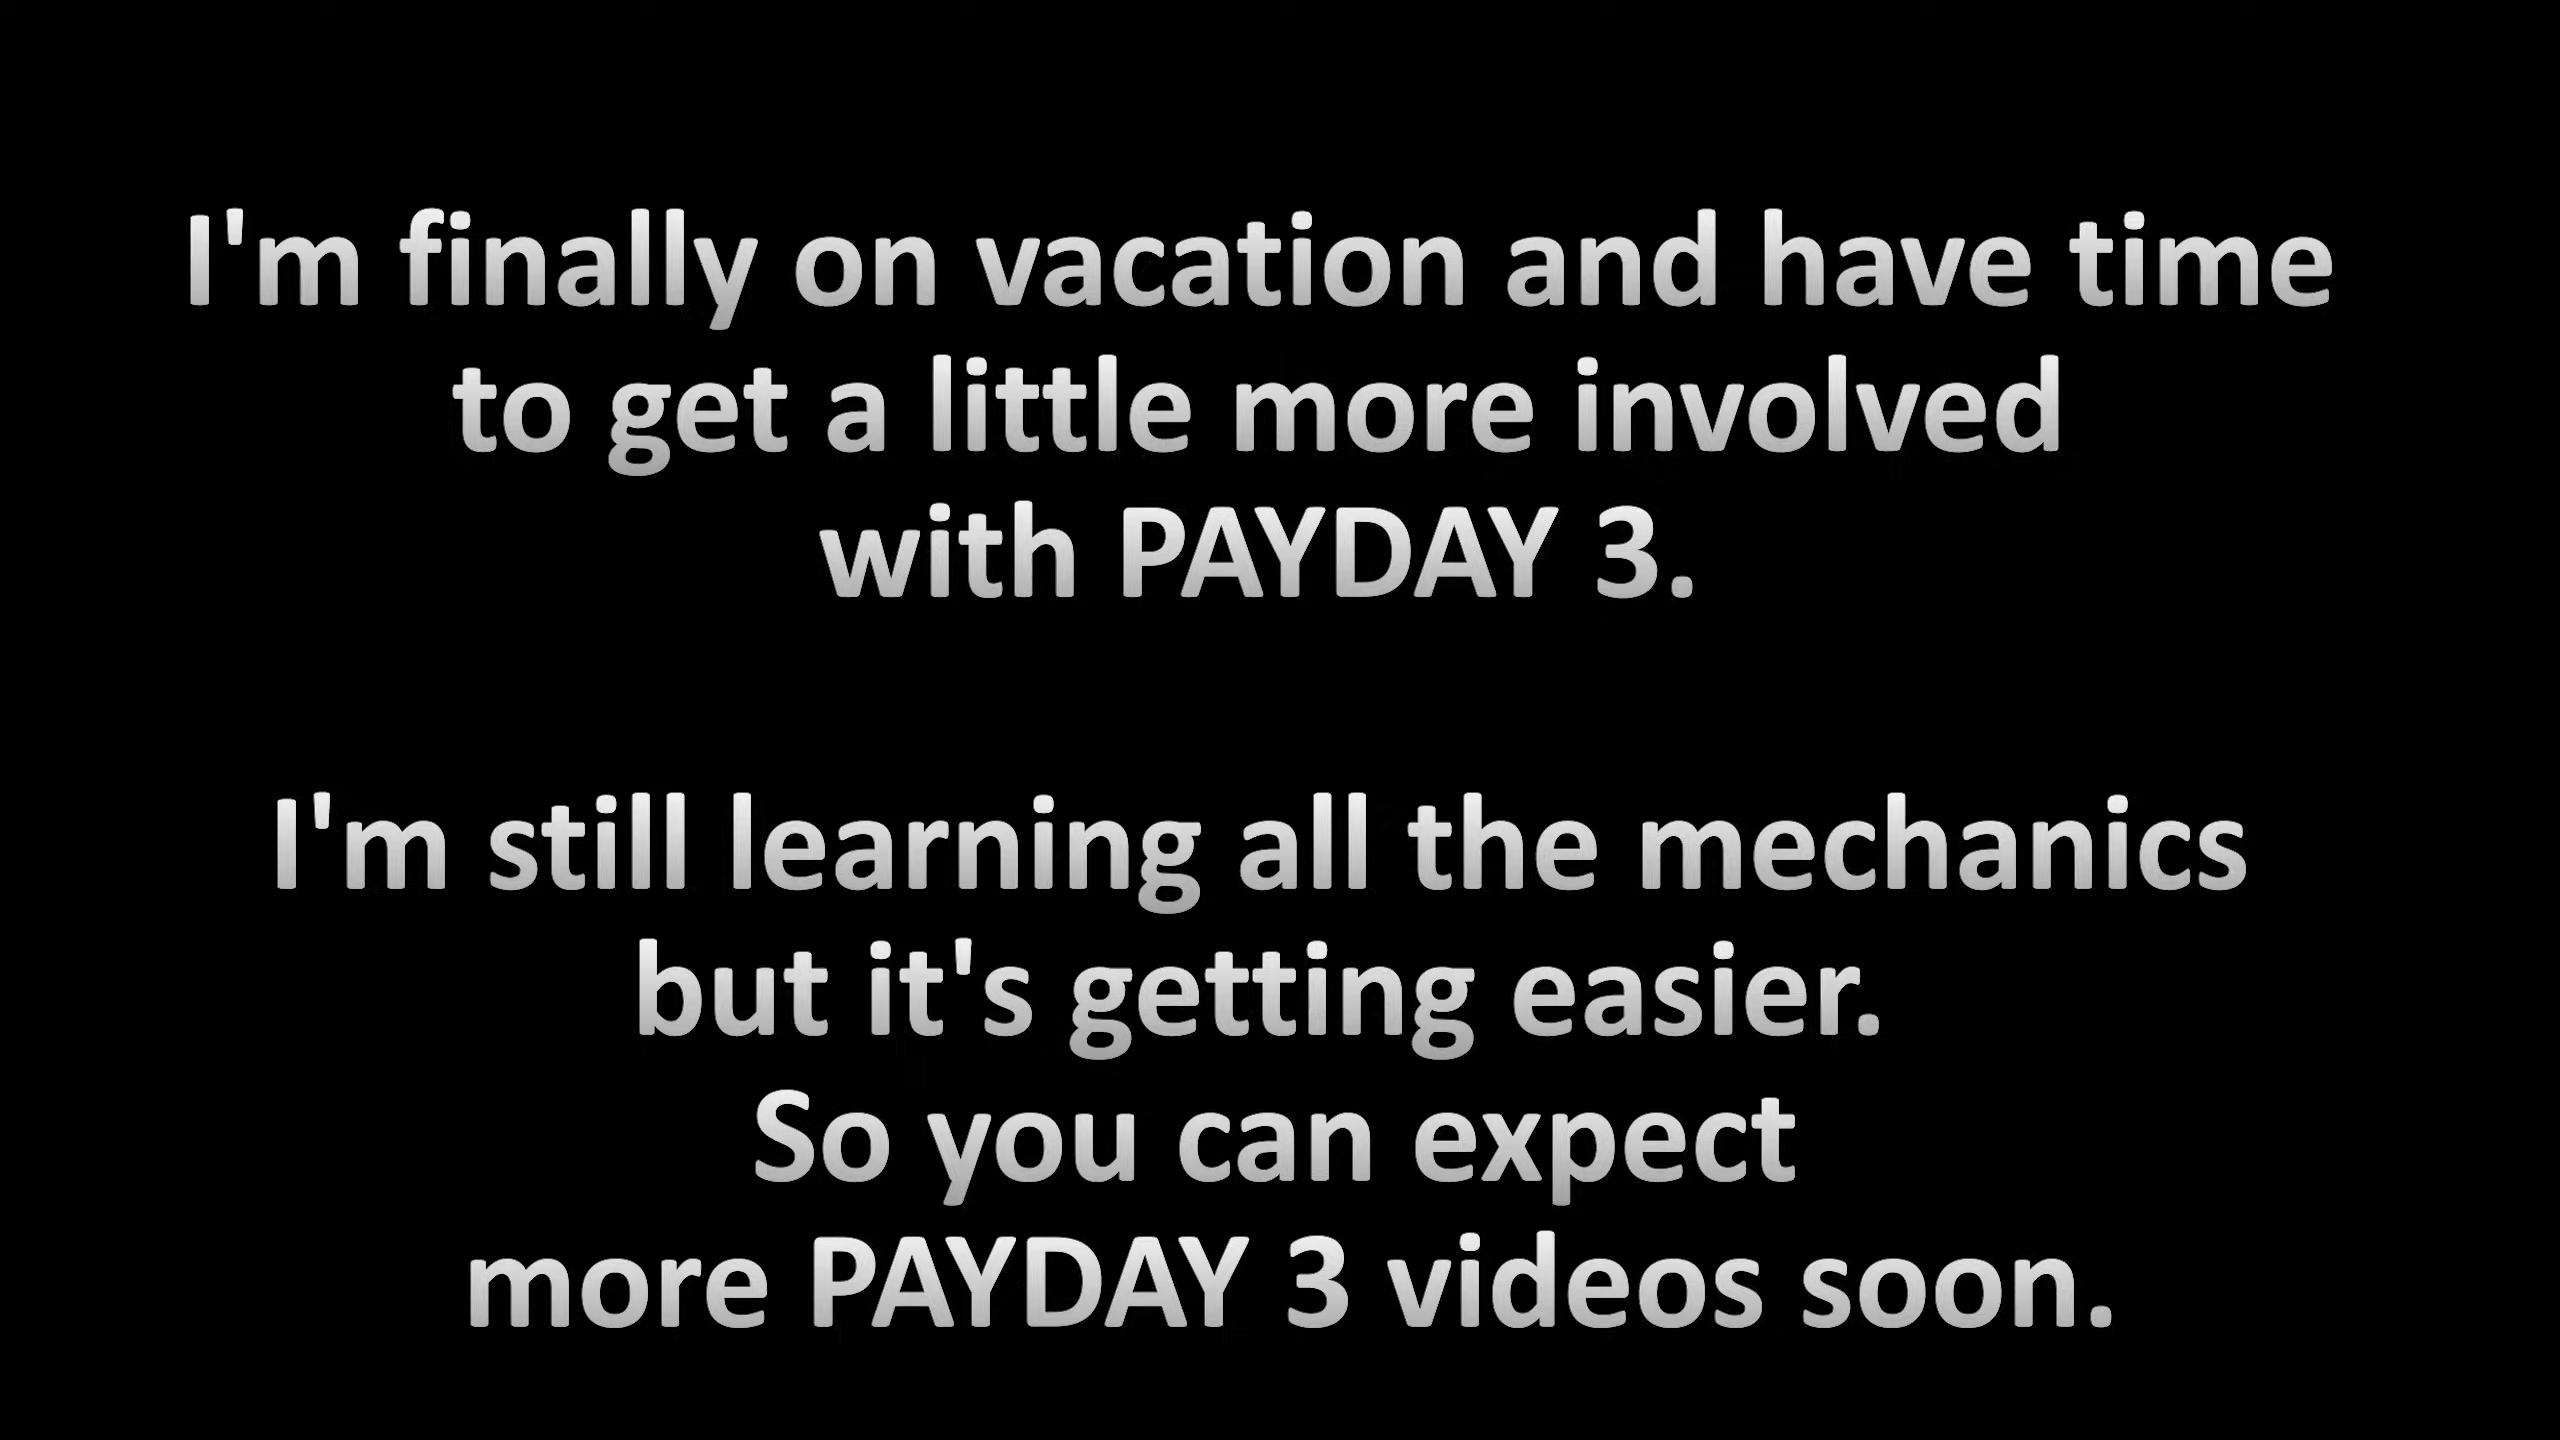 I'm finally on vacation and have time
to get a little more involved
with PAYDAY 3.
I'm still learning all the mechanics
but it's getting easier.
So you can expect
more PAYDAY 3 videos soon.